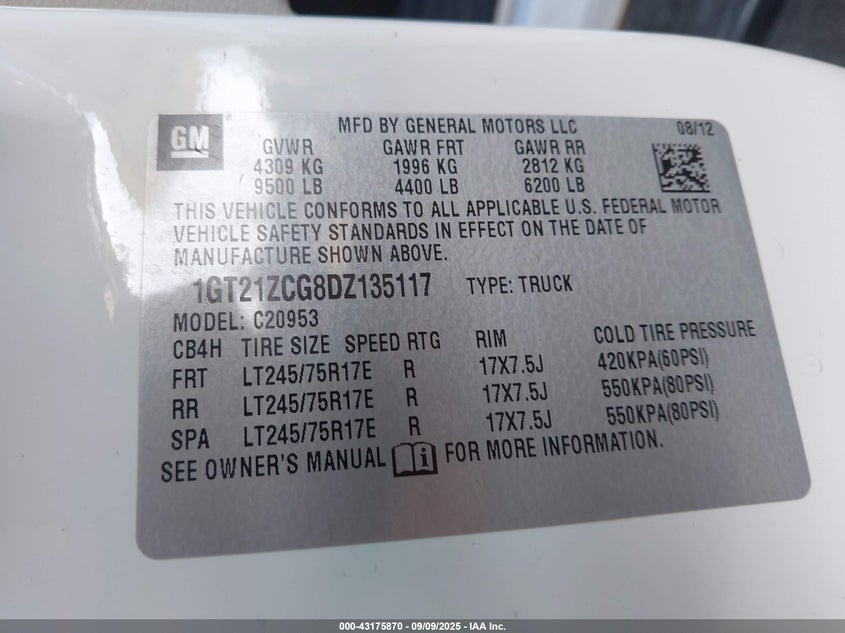 GM®
MFD BY GENERAL MOTORS LLC 08/12
GVWR GAWR FRT GAWR RR
4309 KG 1996 KG 2812 KG
9500 LB 4400 LB 6200 LB
THIS VEHICLE CONFORMS TO ALL APPLICABLE U.S. FEDERAL MOTOR
VEHICLE SAFETY STANDARDS IN EFFECT ON THE DATE OF
MANUFACTURE SHOWN ABOVE.
1GT21ZCG8DZ135117 TYPE: TRUCK
MODEL: C20953
CB4H TIRE SIZE SPEED RTG RIM COLD TIRE PRESSURE
FRT LT245/75R17E R 17X7.5J 420KPA(60PSI)
RR LT245/75R17E R 17X7.5J 550KPA(80PSI)
SPA LT245/75R17E R 17X7.5J 550KPA(80PSI)
SEE OWNER'S MANUAL i FOR MORE INFORMATION.
000-43175870 - 09/09/2025 - IAA Inc.